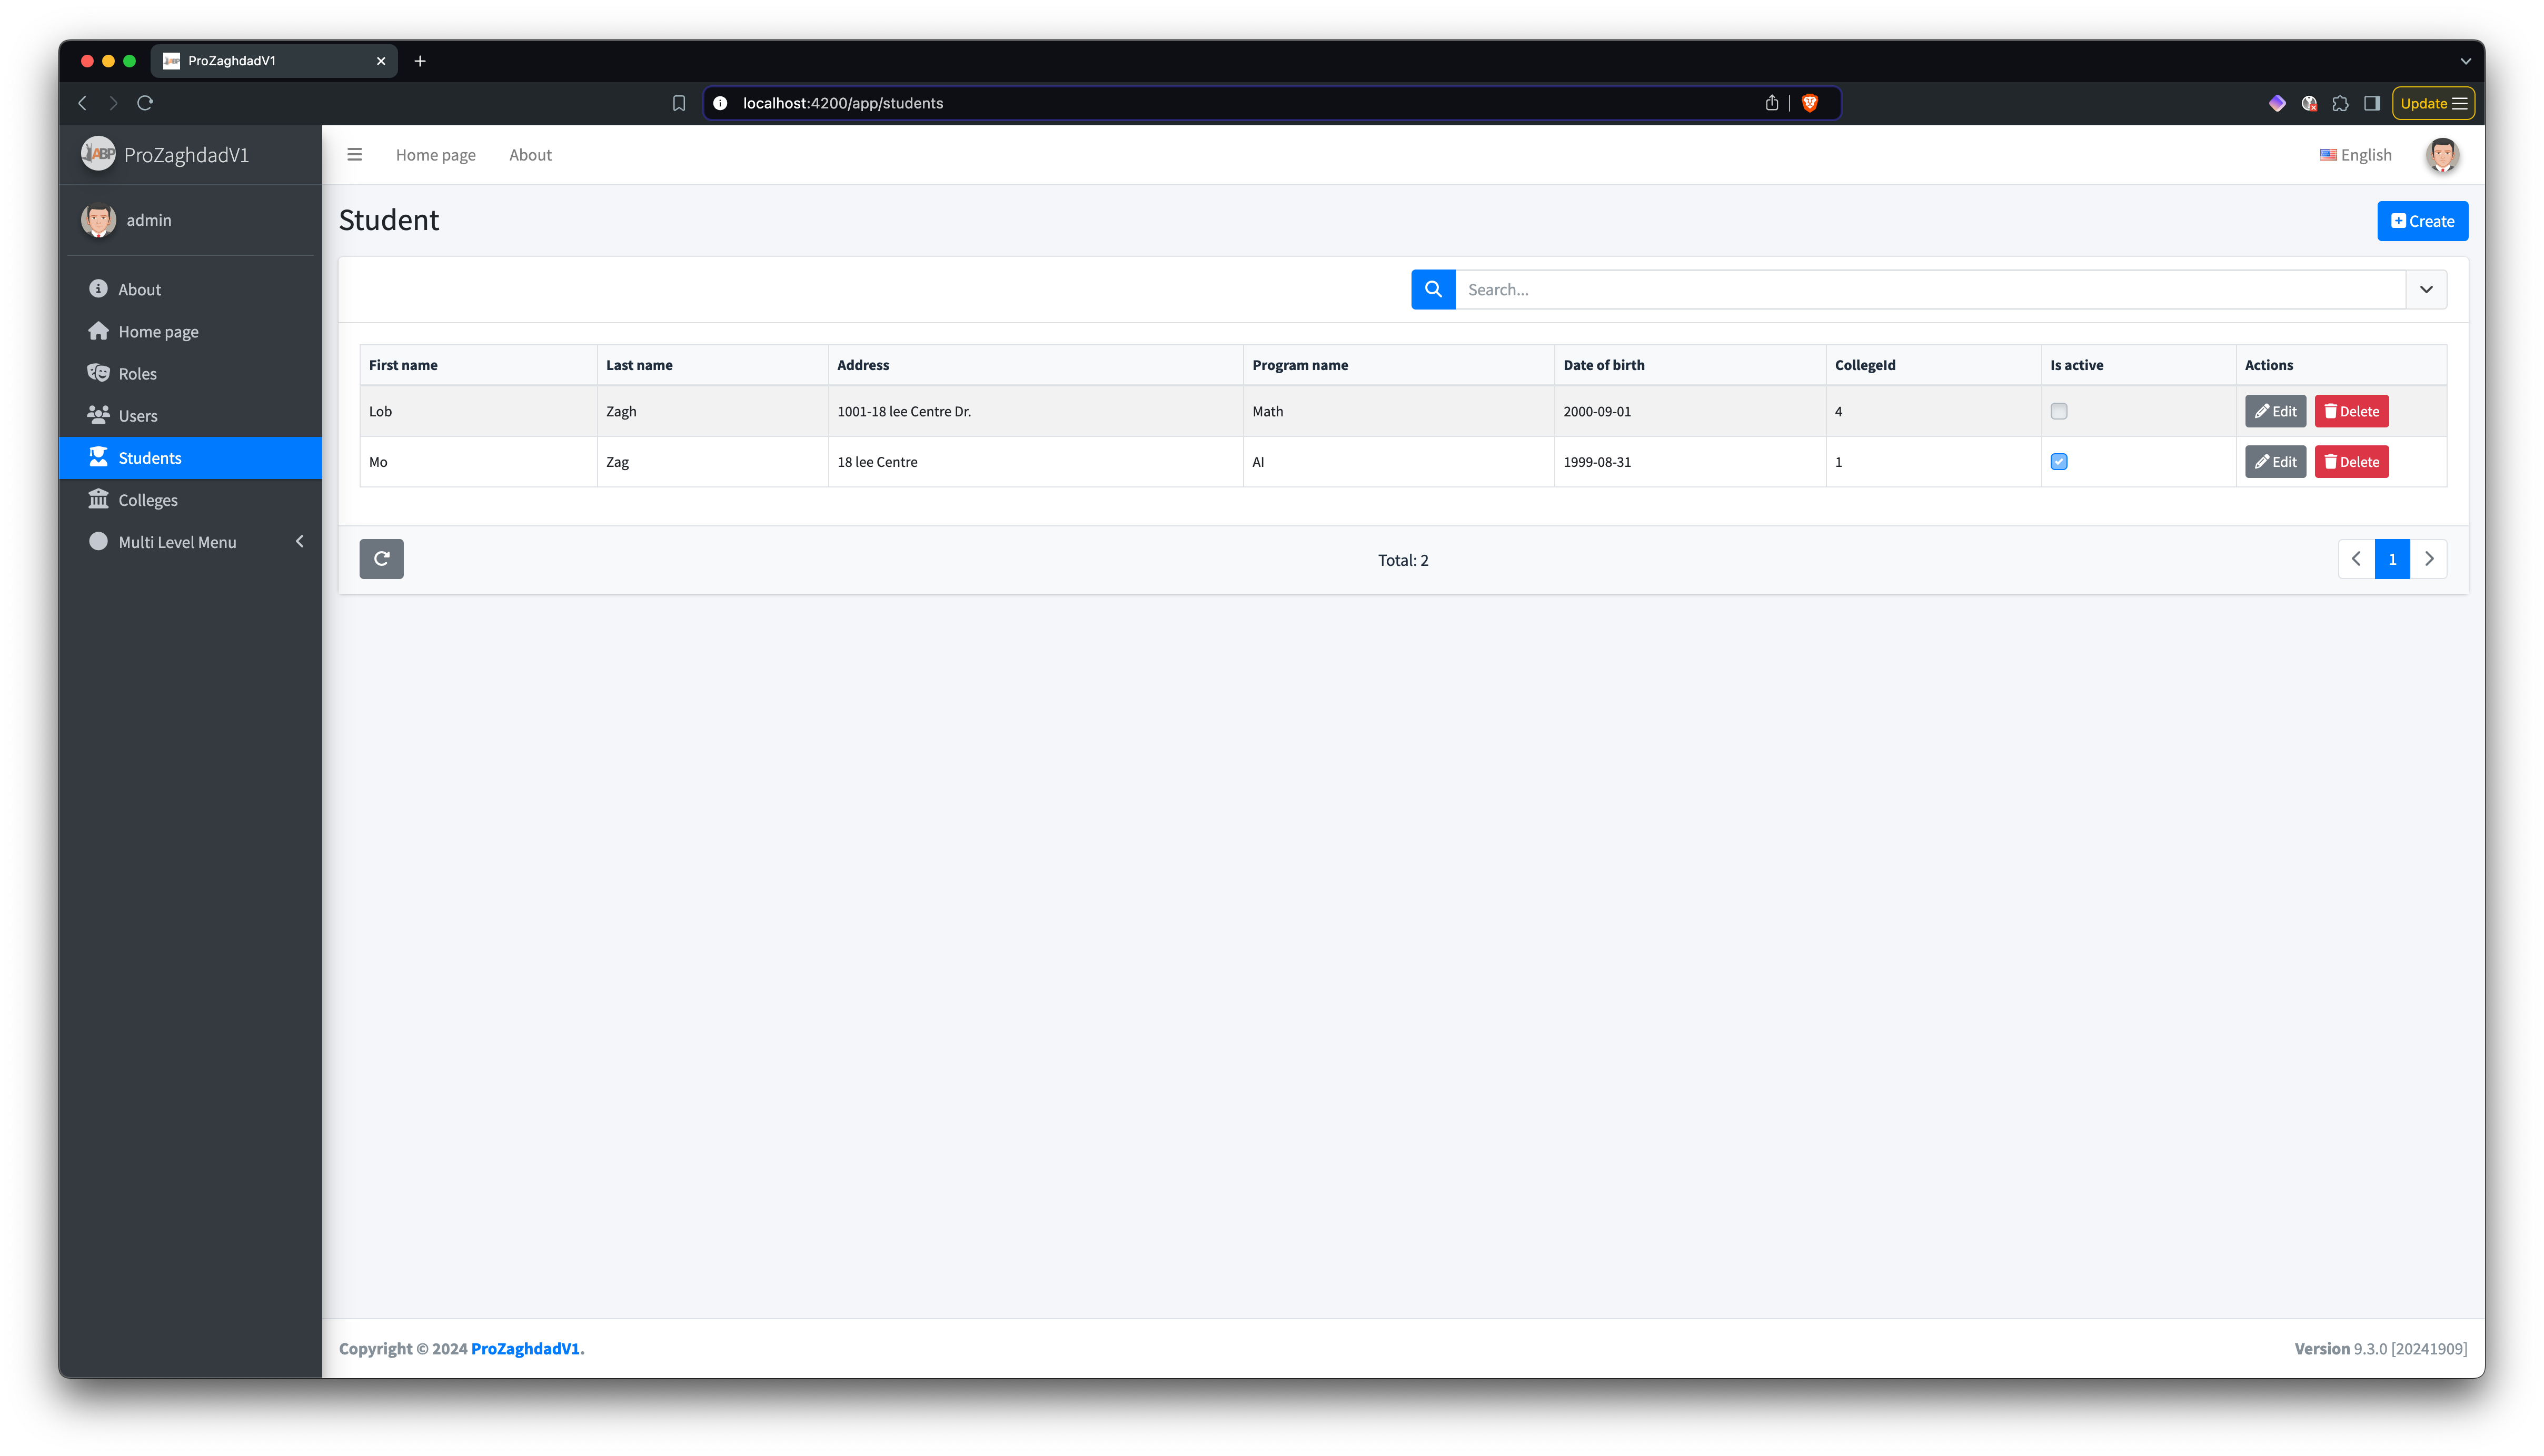 ProZaghdadV1
localhost:4200/app/students
Update
ABP ProZaghdadV1
Home page About
English
admin
Student
Create
About
Home page
Roles
Users
Students
Colleges
Multi Level Menu
Search...
First name Last name Address Program name Date of birth CollegeId Is active Actions
Lob Zagh 1001-18 lee Centre Dr. Math 2000-09-01 4 Edit Delete
Mo Zag 18 lee Centre AI 1999-08-31 1 Edit Delete
Total: 2
1
Copyright © 2024 ProZaghdadV1.
Version 9.3.0 [20241909]